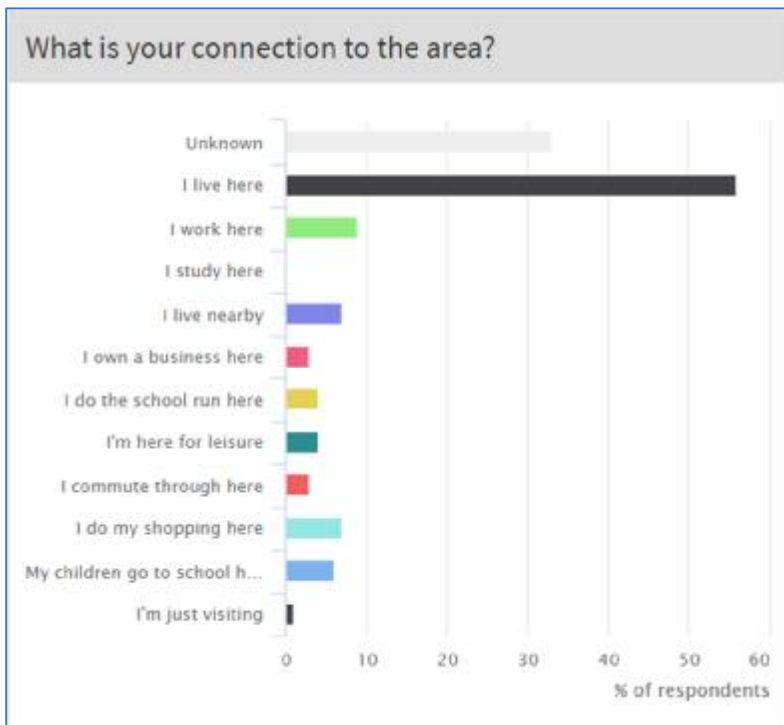 What is your connection to the area?
Unknown
I live here
I work here
I study here
I live nearby
I own a business here
I do the school run here
I'm here for leisure
I commute through here
I do my shopping here
My children go to school h...
I'm just visiting
0 10 20 30 40 50 60
% of respondents